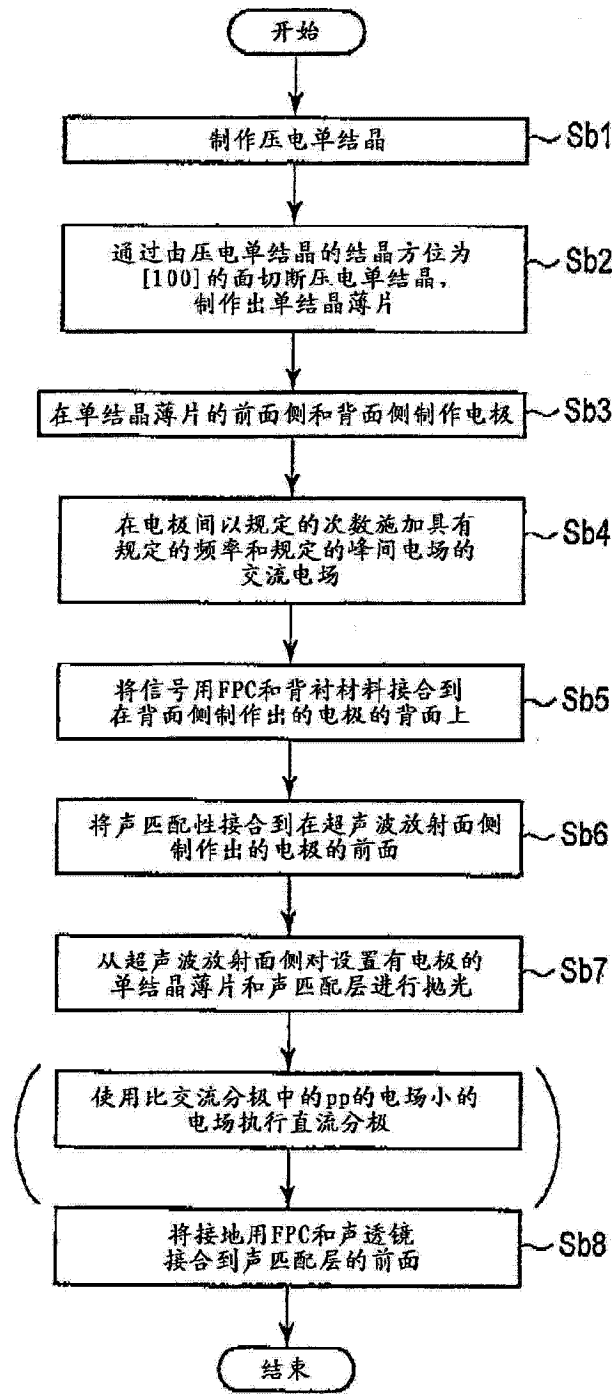 开始
制作压电单结晶
Sb1
通过由压电单结晶的结晶方位为
[100]的面切断压电单结晶,
制作出单结晶薄片
Sb2
在单结晶薄片的前面侧和背面侧制作电极
Sb3
在电极间以规定的次数施加具有
规定的频率和规定的峰间电场的
交流电场
Sb4
将信号用FPC和背衬材料接合到
在背面侧制作出的电极的背面上
Sb5
将声匹配性接合到在超声波放射面侧
制作出的电极的前面
Sb6
从超声波放射面侧对设置有电极的
单结晶薄片和声匹配层进行抛光
Sb7
使用比交流分极中的pp的电场小的
电场执行直流分极
将接地用FPC和声透镜
接合到声匹配层的前面
Sb8
结束